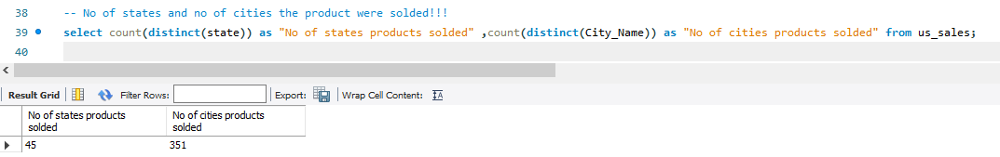 38 -- No of states and no of cities the product were solded!!!
39 select count(distinct(state)) as "No of states products solded" ,count(distinct(City_Name)) as "No of cities products solded" from us_sales;
40
Result Grid Filter Rows: Export: Wrap Cell Content: IA
No of states products
solded
No of cities products
solded
45 351